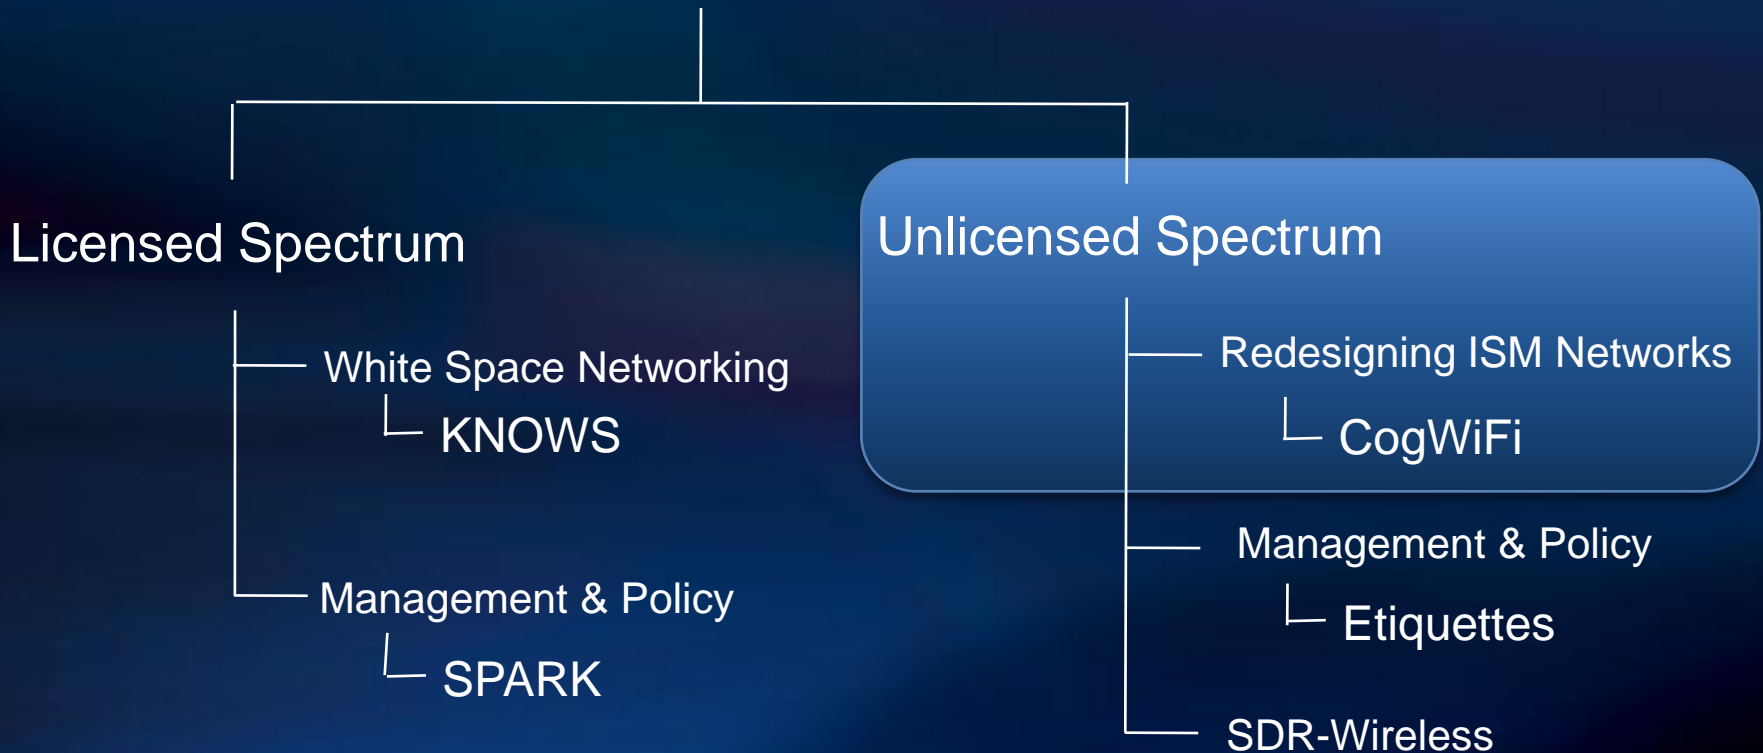 Licensed Spectrum
White Space Networking
KNOWS
Management & Policy
SPARK
Unlicensed Spectrum
Redesigning ISM Networks
CogWiFi
Management & Policy
Etiquettes
SDR-Wireless